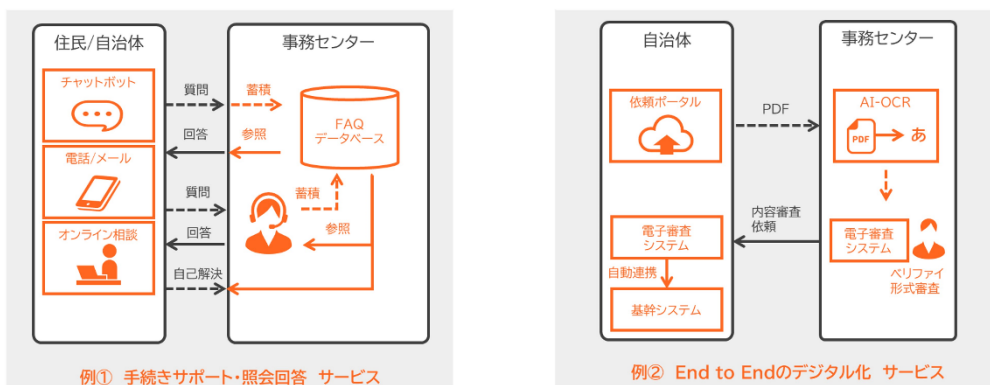 住民/自治体
事務センター
チャットボット
質問
蓄積
FAQ
データベース
回答
参照
電話/メール
質問
蓄積
回答
参照
オンライン相談
自己解決
例① 手続きサポート・照会回答 サービス
自治体
事務センター
依頼ポータル
PDF
AI-OCR
PDF
あ
内容審査
依頼
電子審査
システム
電子審査
システム
自動連携
ベリファイ
形式審査
基幹システム
例② End to Endのデジタル化 サービス